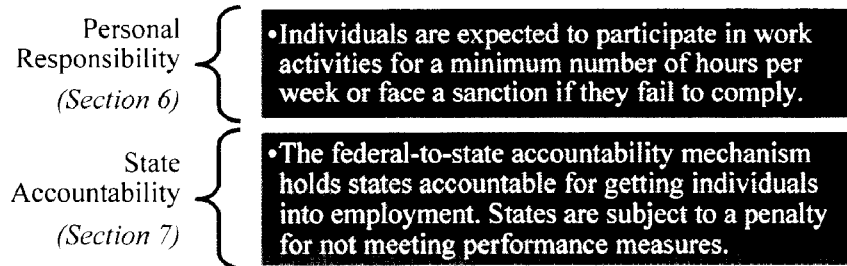 Personal
Responsibility
(Section 6)
•Individuals are expected to participate in work
activities for a minimum number of hours per
week or face a sanction if they fail to comply.
State
Accountability
(Section 7)
•The federal-to-state accountability mechanism
holds states accountable for getting individuals
into employment. States are subject to a penalty
for not meeting performance measures.